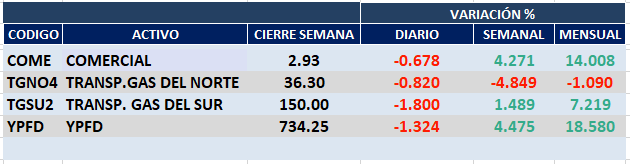 VARIACIÓN %
CODIGO ACTIVO CIERRE SEMANA DIARIO SEMANAL MENSUAL
COME COMERCIAL 2.93 -0.678 4.271 14.008
TGNO4 TRANSP.GAS DEL NORTE 36.30 -0.820 -4.849 -1.090
TGSU2 TRANSP. GAS DEL SUR 150.00 -1.800 1.489 7.219
YPFD YPFD 734.25 -1.324 4.475 18.580